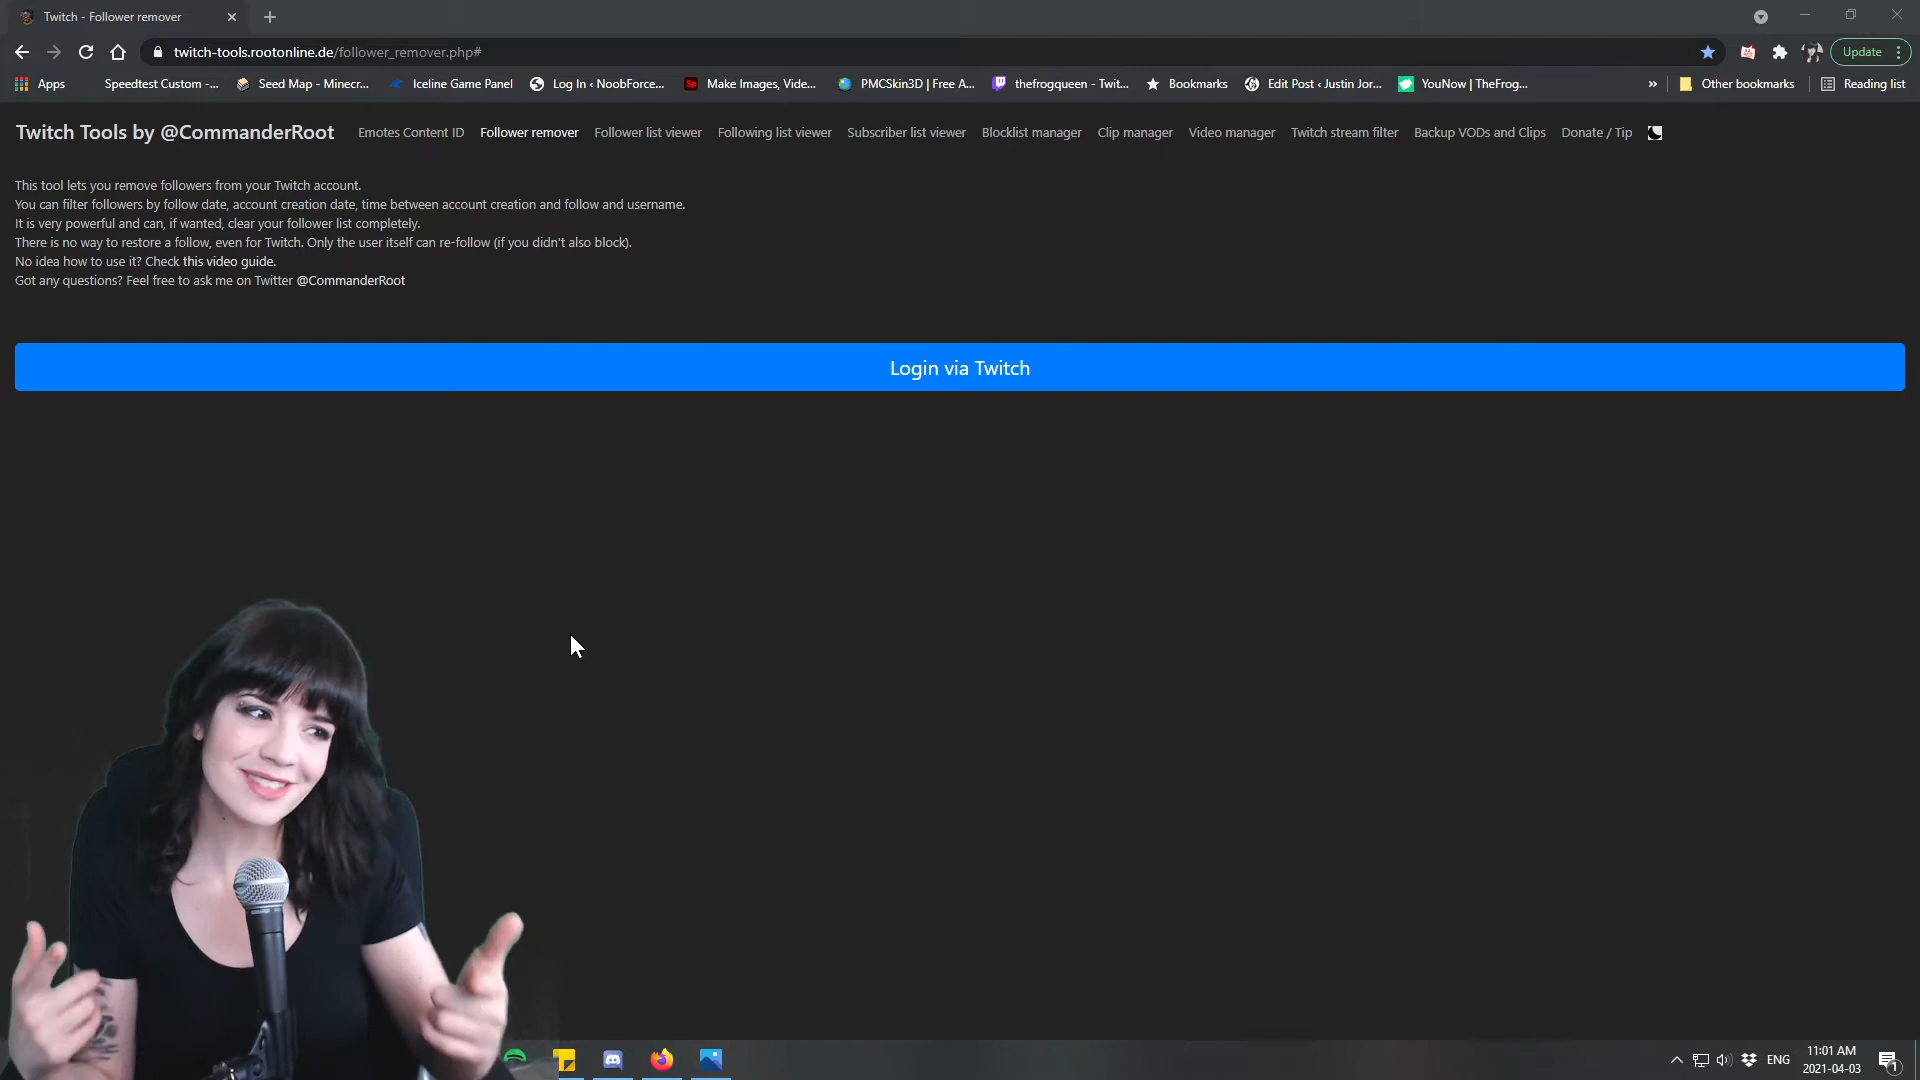 Twitch - Follower remover
twitch-tools.rootonline.de/follower_remover.php#
Update
Apps
Speedtest Custom -...
Seed Map - Minecr...
Iceline Game Panel
Log In ‹ NoobForce...
Sp
Make Images, Vide...
PMCSkin3D | Free A...
thefrogqueen - Twit...
Bookmarks
Edit Post ‹ Justin Jor...
YouNow | TheFrog...
»
Other bookmarks
Reading list
Twitch Tools by @CommanderRoot
Emotes Content ID
Follower remover
Follower list viewer
Following list viewer
Subscriber list viewer
Blocklist manager
Clip manager
Video manager
Twitch stream filter
Backup VODs and Clips
Donate / Tip
This tool lets you remove followers from your Twitch account.
You can filter followers by follow date, account creation date, time between account creation and follow and username.
It is very powerful and can, if wanted, clear your follower list completely.
There is no way to restore a follow, even for Twitch. Only the user itself can re-follow (if you didn't also block).
No idea how to use it? Check this video guide.
Got any questions? Feel free to ask me on Twitter @CommanderRoot
Login via Twitch
ENG
11:01 AM
2021-04-03
1